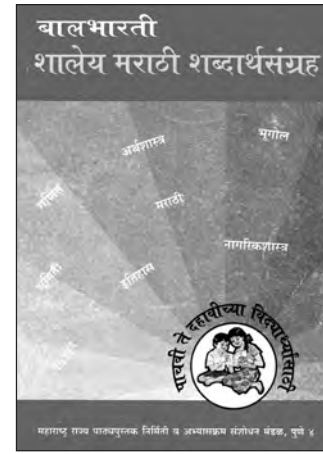 बालभारती
शालेय मराठी शब्दार्थसंग्रह
भूगोल
अर्थशास्त्र
गणित
मराठी
नागरिकशास्त्र
भूमिती
इतिहास
पाचवी ते दहावीच्या विद्यार्थ्यांसाठी
महाराष्ट्र राज्य पाठ्यपुस्तक निर्मिती व अभ्यासक्रम संशोधन मंडळ, पुणे ४